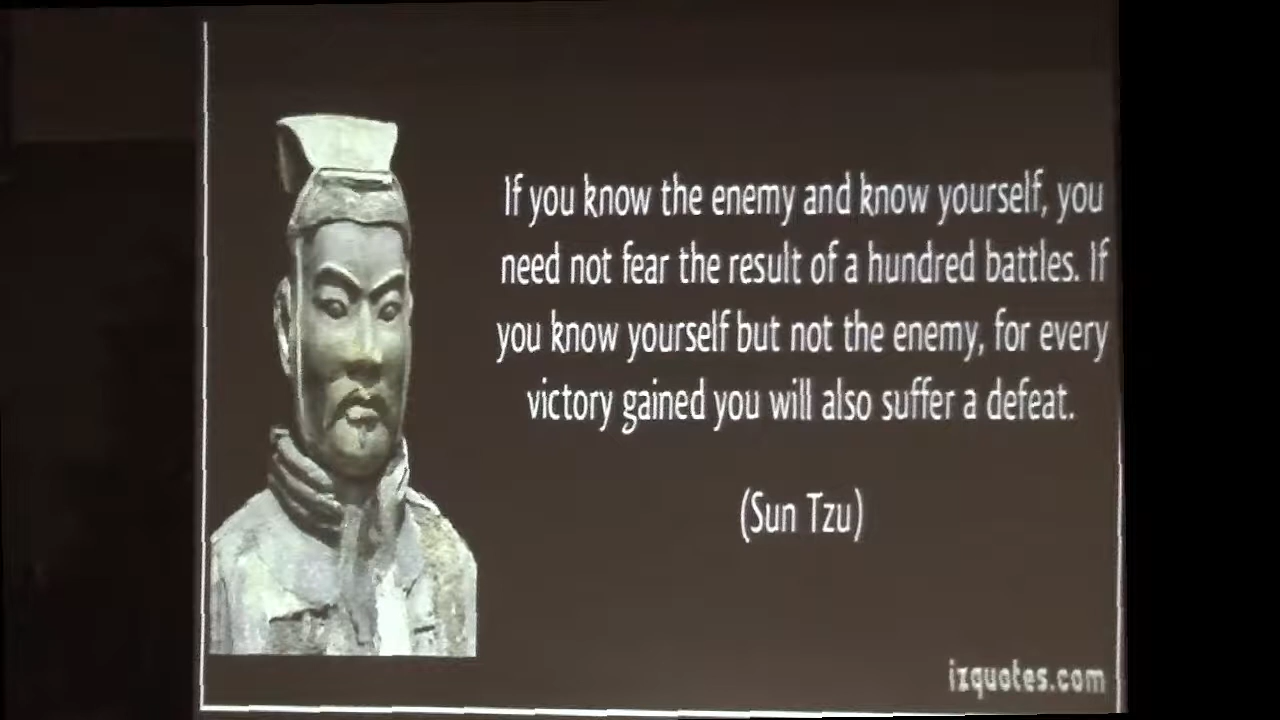 If you know the enemy and know yourself, you
need not fear the result of a hundred battles. If
you know yourself but not the enemy, for every
victory gained you will also suffer a defeat.
(Sun Tzu)
izquotes.com